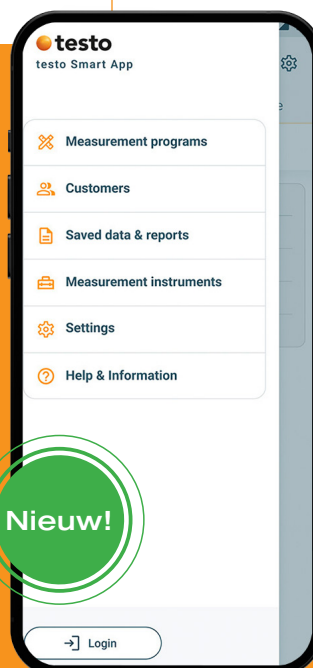 testo
testo Smart App
Measurement programs
Customers
Saved data & reports
Measurement instruments
Settings
Help & Information
Nieuw!
Login